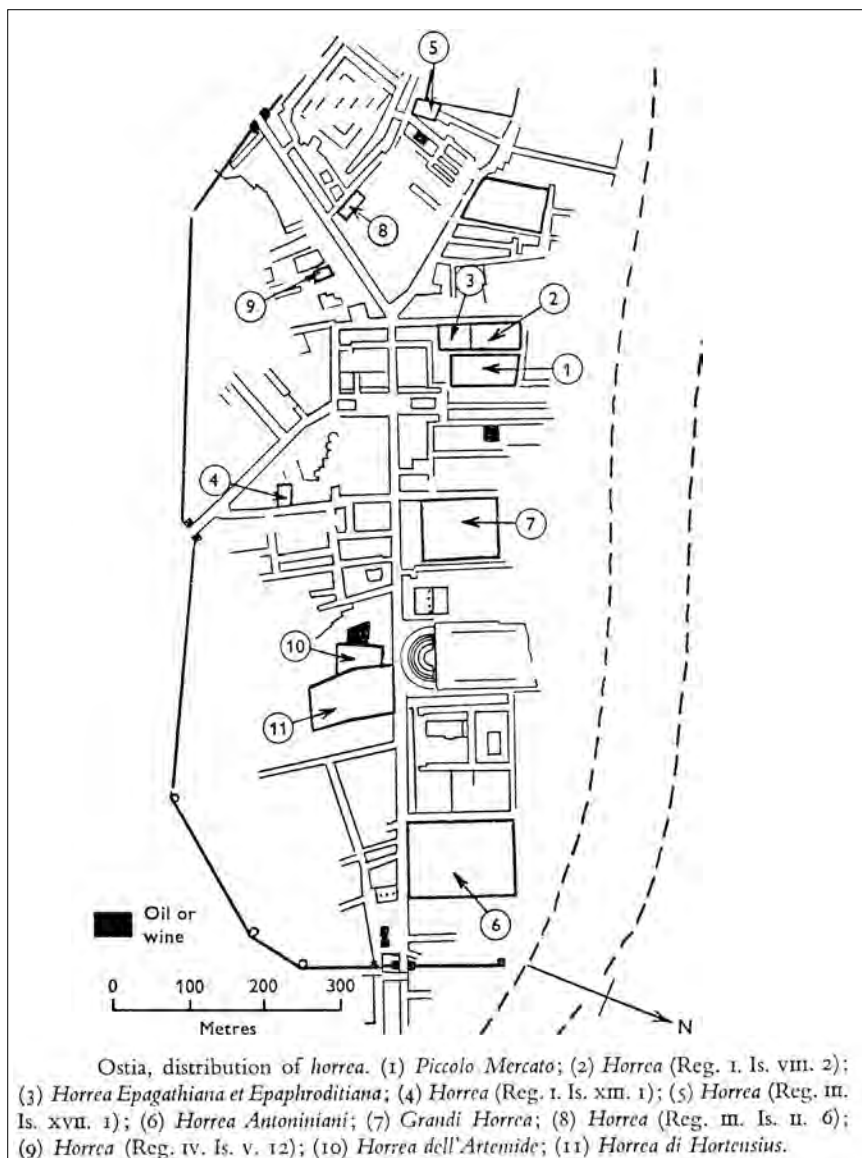 5
8
9
3
2
1
4
7
10
11
6
Oil or
wine
0 100 200 300
Metres
N
Ostia, distribution of horrea. (1) Piccolo Mercato; (2) Horrea (Reg. I. Is. VIII. 2);
(3) Horrea Epagathiana et Epaphroditiana; (4) Horrea (Reg. I. Is. XIII. 1); (5) Horrea (Reg. III.
Is. XVII. 1); (6) Horrea Antoniniani; (7) Grandi Horrea; (8) Horrea (Reg. III. Is. II. 6);
(9) Horrea (Reg. IV. Is. V. 12); (10) Horrea dell'Artemide; (11) Horrea di Hortensius.